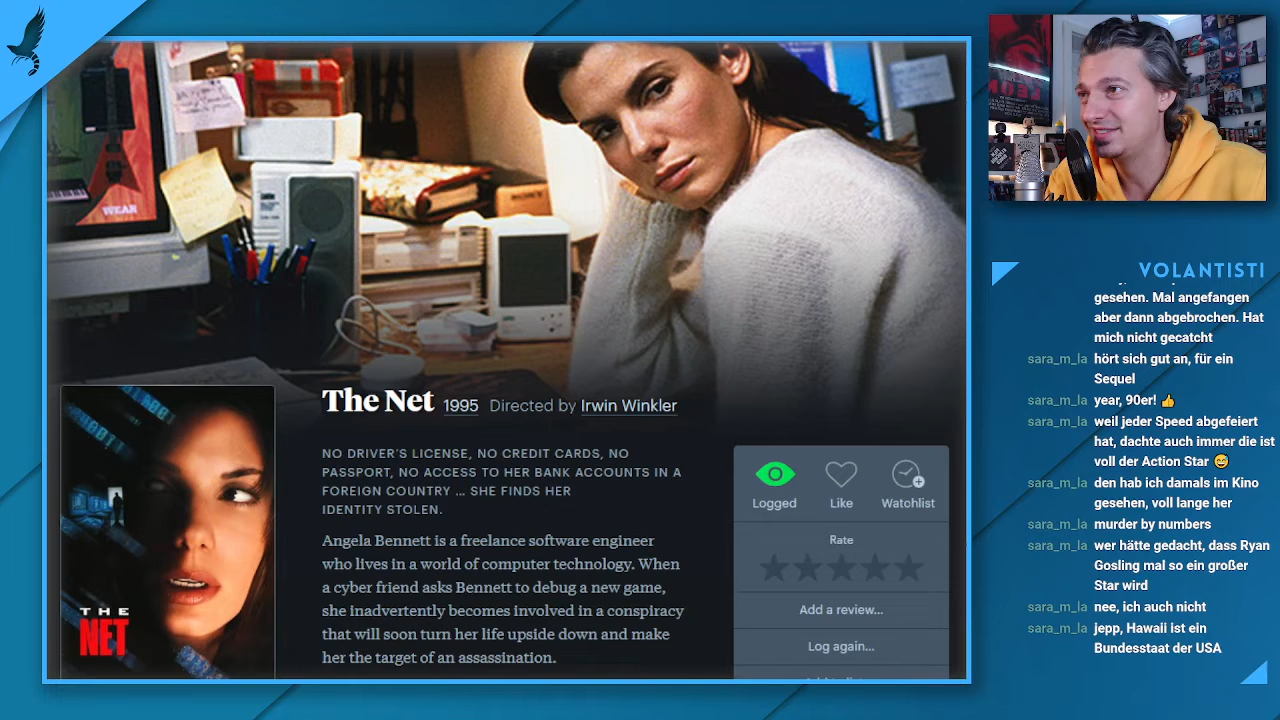 WEAR
The Net 1995 Directed by Irwin Winkler
NO DRIVER'S LICENSE, NO CREDIT CARDS, NO
PASSPORT, NO ACCESS TO HER BANK ACCOUNTS IN A
FOREIGN COUNTRY ... SHE FINDS HER
IDENTITY STOLEN.
Angela Bennett is a freelance software engineer
who lives in a world of computer technology. When
a cyber friend asks Bennett to debug a new game,
she inadvertently becomes involved in a conspiracy
that will soon turn her life upside down and make
her the target of an assassination.
THE
NET
Logged Like Watchlist
Rate
Add a review...
Log again...
VOLANTISTI
gesehen. Mal angefangen
aber dann abgebrochen. Hat
mich nicht gecatcht
sara_m_la hört sich gut an, für ein
Sequel
sara_m_la year, 90er! 👍
sara_m_la weil jeder Speed abgefeiert
hat, dachte auch immer die ist
voll der Action Star 😅
sara_m_la den hab ich damals im Kino
gesehen, voll lange her
sara_m_la murder by numbers
sara_m_la wer hätte gedacht, dass Ryan
Gosling mal so ein großer
Star wird
sara_m_la nee, ich auch nicht
sara_m_la jepp, Hawaii ist ein
Bundesstaat der USA